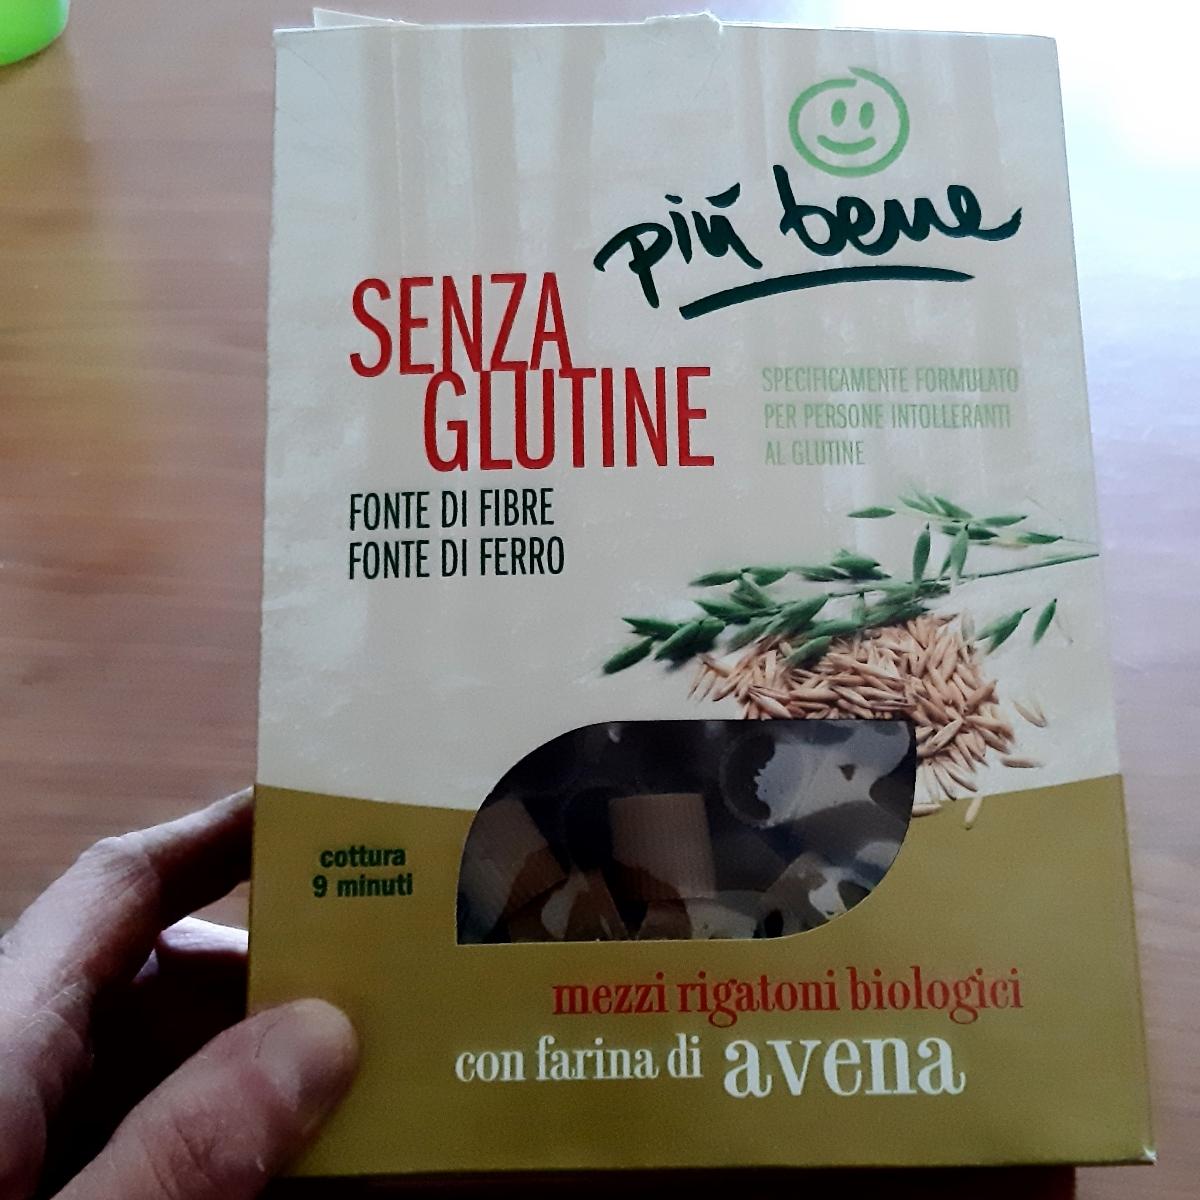 più bene
SENZA
GLUTINE
SPECIFICAMENTE FORMULATO
PER PERSONE INTOLLERANTI
AL GLUTINE
FONTE DI FIBRE
FONTE DI FERRO
cottura
9 minuti
mezzi rigatoni biologici
con farina di avena